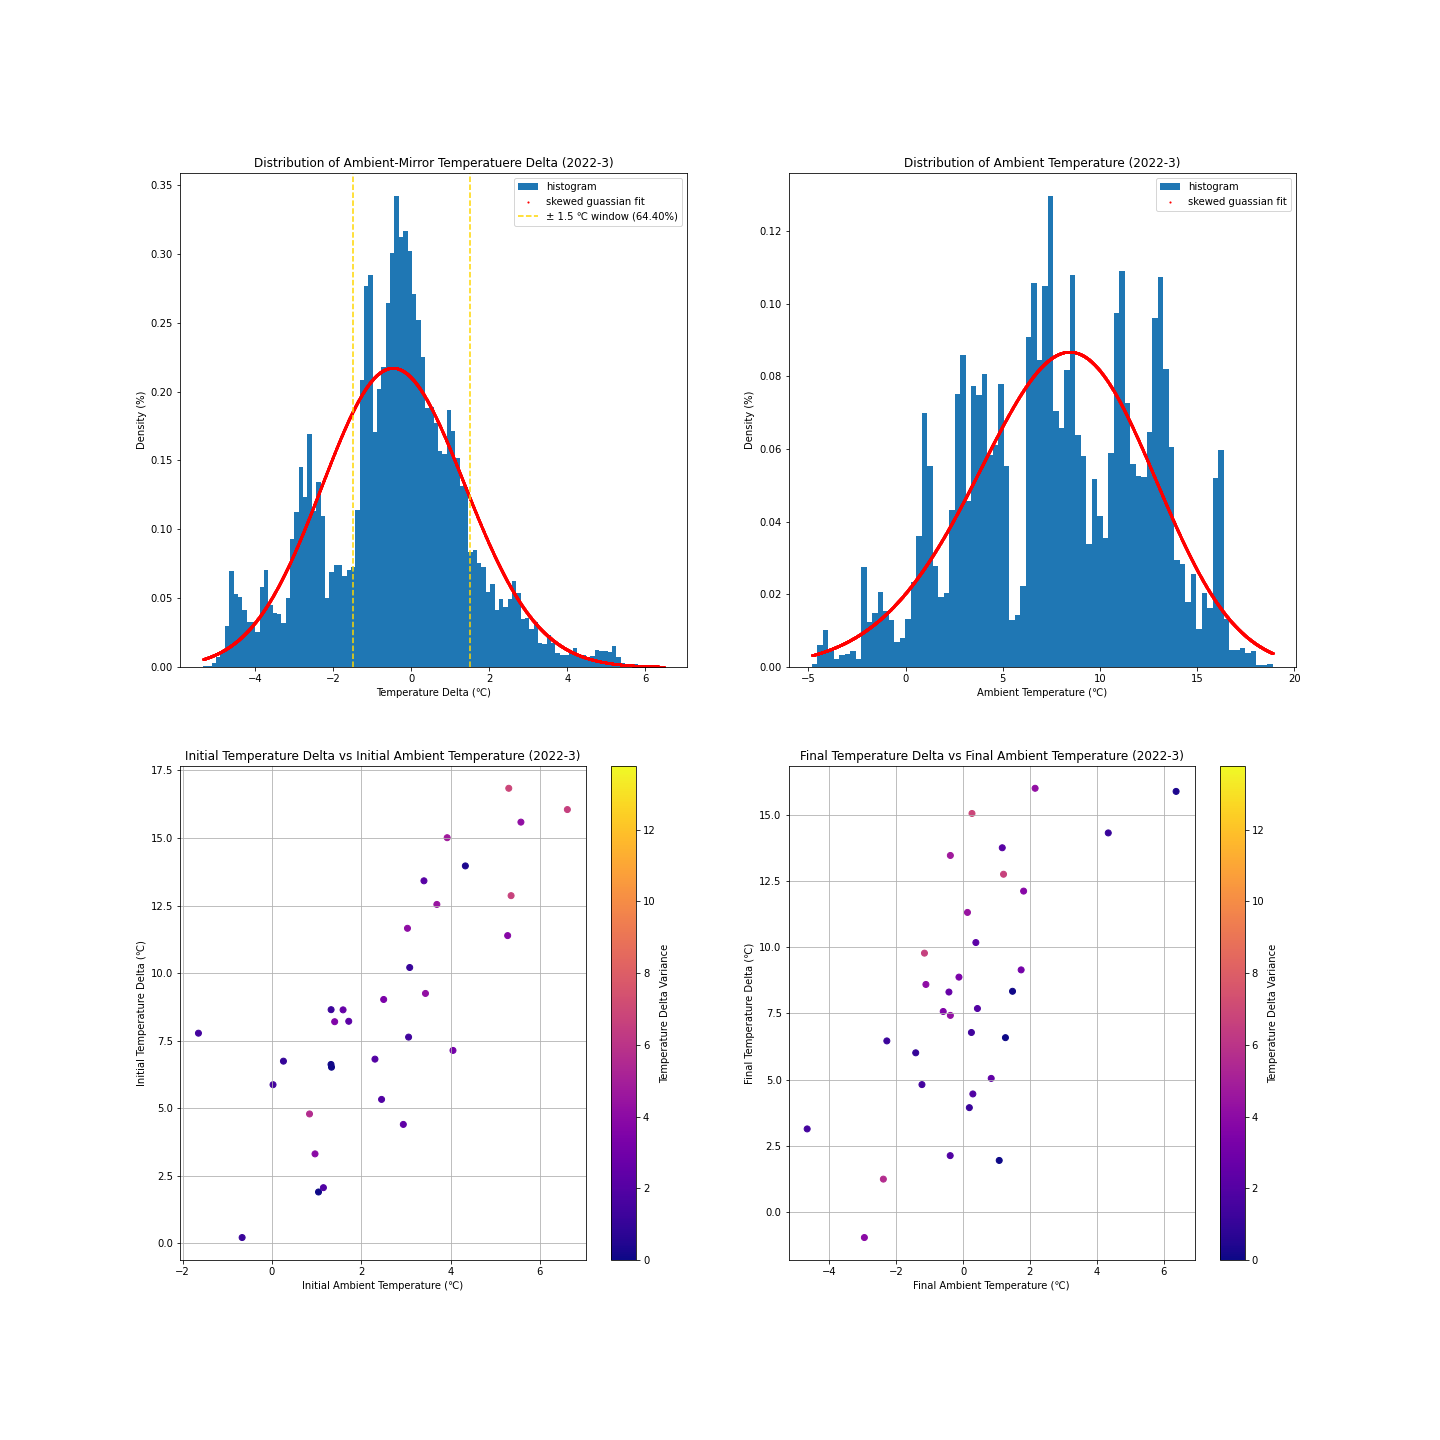 Distribution of Ambient-Mirror Temperatuere Delta (2022-3)
histogram
skewed guassian fit
± 1.5 °C window (64.40%)
0.35
0.30
0.25
0.20
0.15
0.10
0.05
0.00
Density (%)
−4 −2 0 2 4 6
Temperature Delta (°C)
Distribution of Ambient Temperature (2022-3)
histogram
skewed guassian fit
0.12
0.10
0.08
0.06
0.04
0.02
0.00
Density (%)
−5 0 5 10 15 20
Ambient Temperature (°C)
Initial Temperature Delta vs Initial Ambient Temperature (2022-3)
17.5
15.0
12.5
10.0
7.5
5.0
2.5
0.0
Initial Temperature Delta (°C)
−2 0 2 4 6
Initial Ambient Temperature (°C)
12
10
8
6
4
2
0
Temperature Delta Variance
Final Temperature Delta vs Final Ambient Temperature (2022-3)
15.0
12.5
10.0
7.5
5.0
2.5
0.0
Final Temperature Delta (°C)
−4 −2 0 2 4 6
Final Ambient Temperature (°C)
12
10
8
6
4
2
0
Temperature Delta Variance